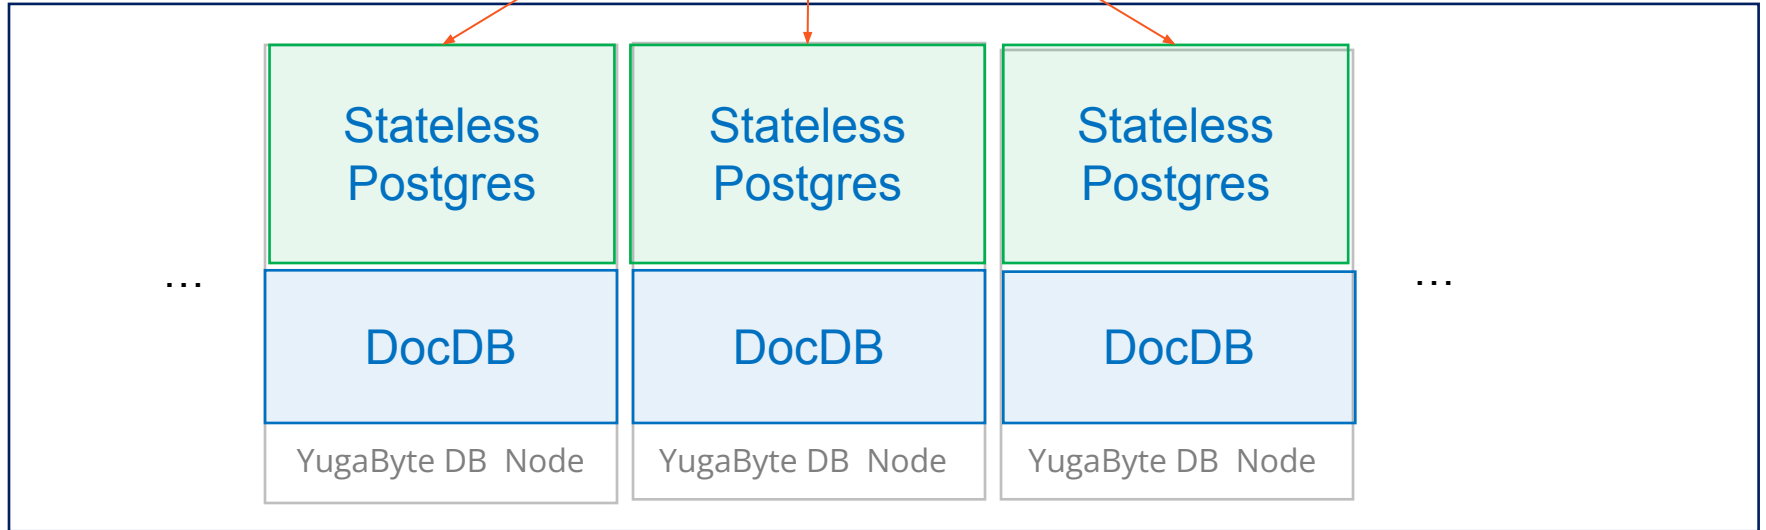 Stateless
Postgres
Stateless
Postgres
Stateless
Postgres
...
DocDB
DocDB
DocDB
...
YugaByte DB Node
YugaByte DB Node
YugaByte DB Node